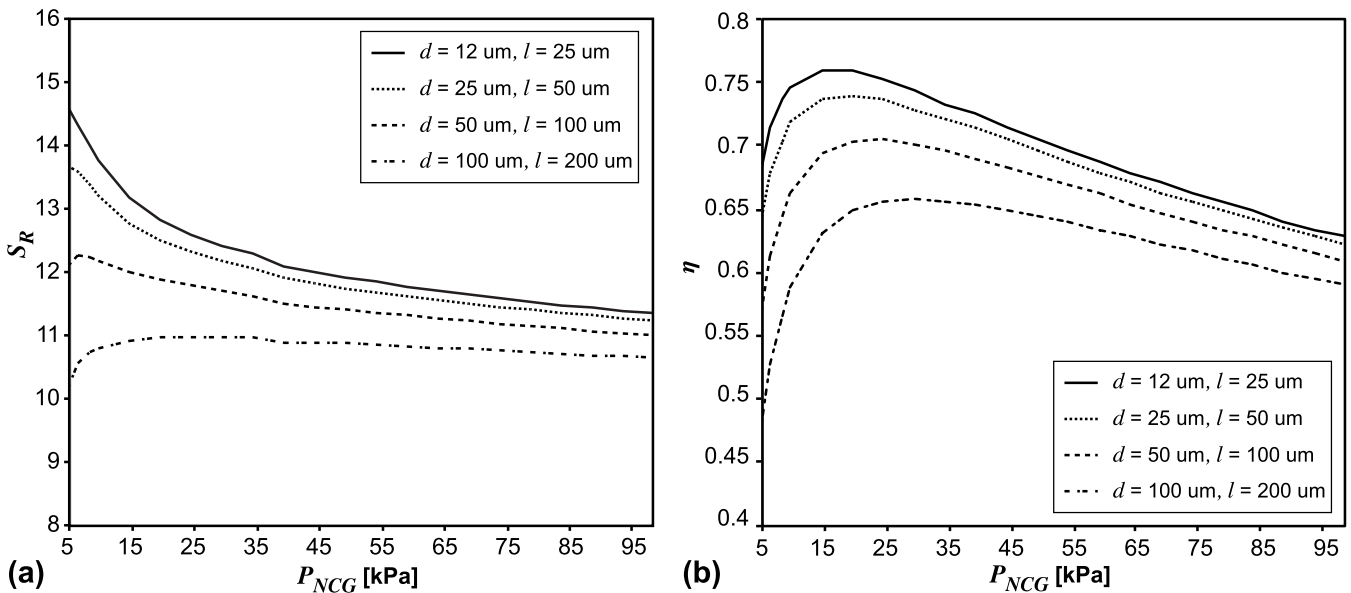 16
15
14
13
12
11
10
9
8
S_R
d = 12 um, l = 25 um
d = 25 um, l = 50 um
d = 50 um, l = 100 um
d = 100 um, l = 200 um
5 15 25 35 45 55 65 75 85 95
(a)
P_NCG [kPa]
0.8
0.75
0.7
0.65
0.6
0.55
0.5
0.45
0.4
η
d = 12 um, l = 25 um
d = 25 um, l = 50 um
d = 50 um, l = 100 um
d = 100 um, l = 200 um
5 15 25 35 45 55 65 75 85 95
(b)
P_NCG [kPa]